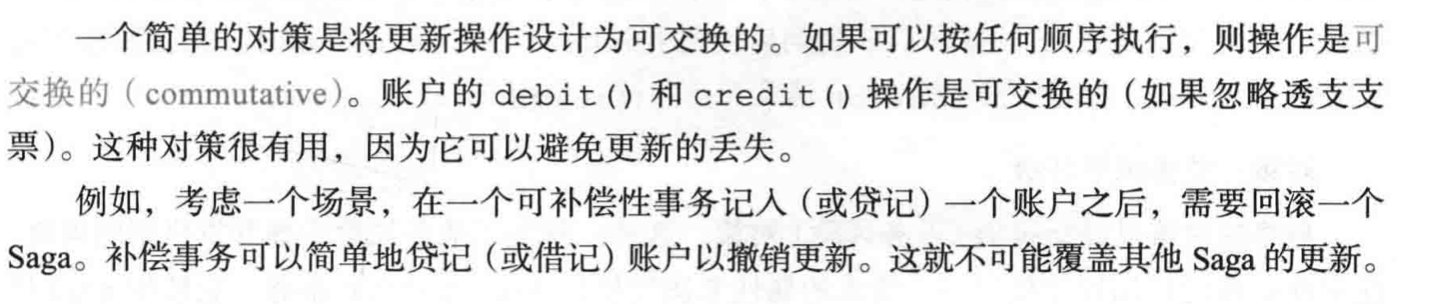 一个简单的对策是将更新操作设计为可交换的。如果可以按任何顺序执行，则操作是可
交换的（commutative）。账户的 debit() 和 credit() 操作是可交换的（如果忽略透支支
票）。这种对策很有用，因为它可以避免更新的丢失。
例如，考虑一个场景，在一个可补偿性事务记入（或贷记）一个账户之后，需要回滚一个
Saga。补偿事务可以简单地贷记（或借记）账户以撤销更新。这就不可能覆盖其他 Saga 的更新。